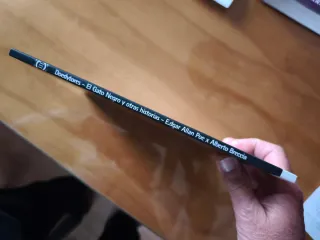 Doedytores - El Gato Negro y otras historias - Edgar Allan Poe x Alberto Breccia